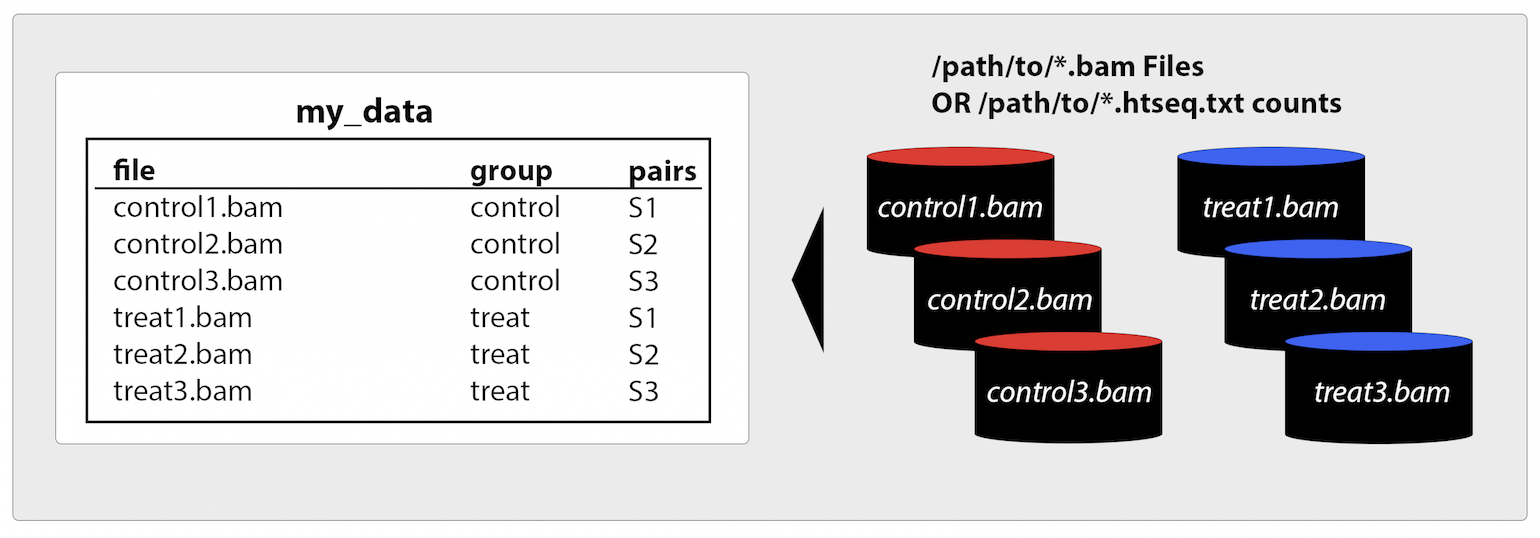 my_data
file group pairs
control1.bam control S1
control2.bam control S2
control3.bam control S3
treat1.bam treat S1
treat2.bam treat S2
treat3.bam treat S3
/path/to/*.bam Files
OR /path/to/*.htseq.txt counts
control1.bam
control2.bam
control3.bam
treat1.bam
treat2.bam
treat3.bam